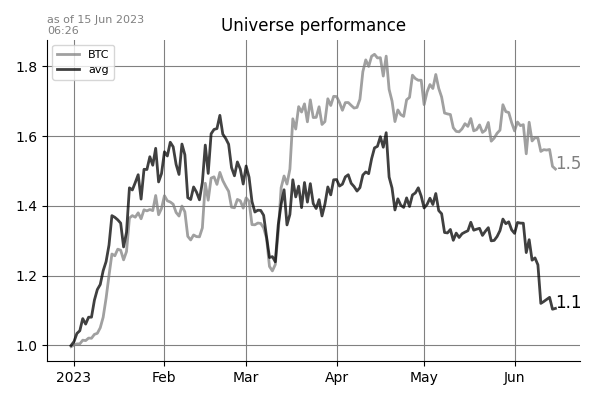 as of 15 Jun 2023
06:26
Universe performance
BTC
avg
1.8
1.6
1.4
1.2
1.0
1.5
1.1
2023
Feb
Mar
Apr
May
Jun